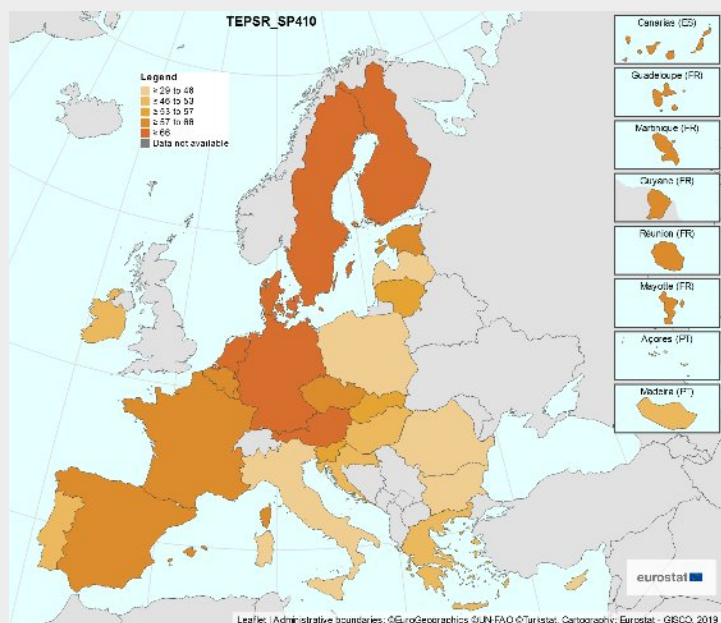 TEPSR_SP410
Legend
≥ 29 to 46
≥ 46 to 53
≥ 53 to 57
≥ 57 to 66
≥ 66
Data not available
Canarias (ES)
Guadeloupe (FR)
Martinique (FR)
Guyane (FR)
Réunion (FR)
Mayotte (FR)
Açores (PT)
Madeira (PT)
eurostat
Leaflet | Administrative boundaries: ©EuroGeographics ©UN-FAO ©Turkstat, Cartography: Eurostat - GISCO, 2019